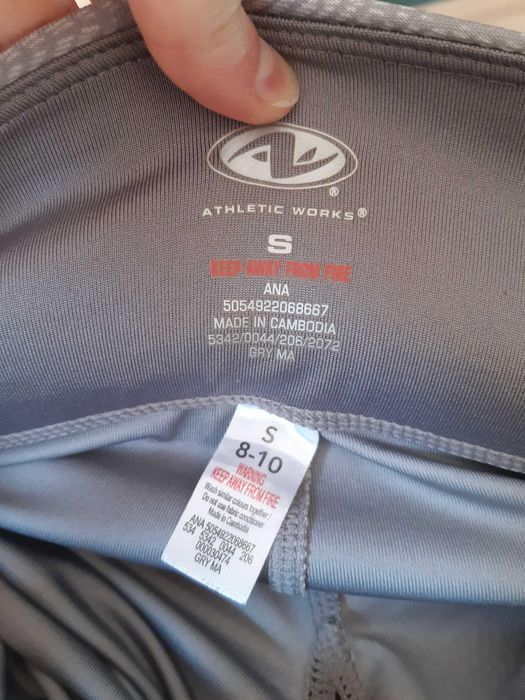 ATHLETIC WORKS®
S
KEEP AWAY FROM FIRE
ANA
5054922068667
MADE IN CAMBODIA
5342/0044/206/2072
GRY MA
S
8-10
WARNING
KEEP AWAY FROM FIRE
Wash similar colours together /
Do not use fabric conditioner
Made in Cambodia
ANA 5054922068667
534 5342 0044 206
000030474
GRY MA